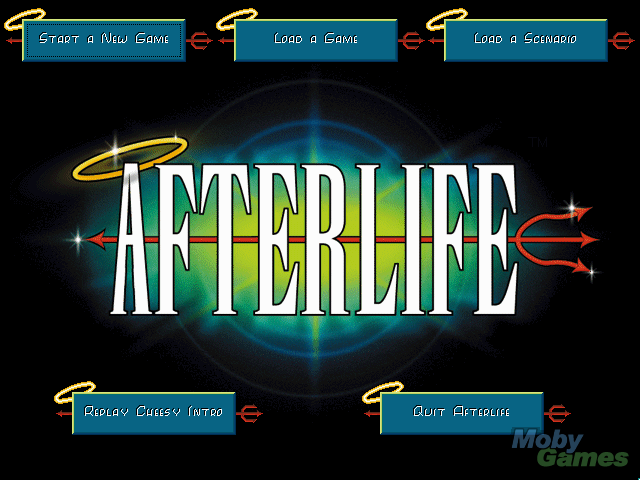 Start a New Game
Load a Game
Load a Scenario
TM
AFTERLIFE
Replay Cheesy Intro
Quit Afterlife
Moby
Games